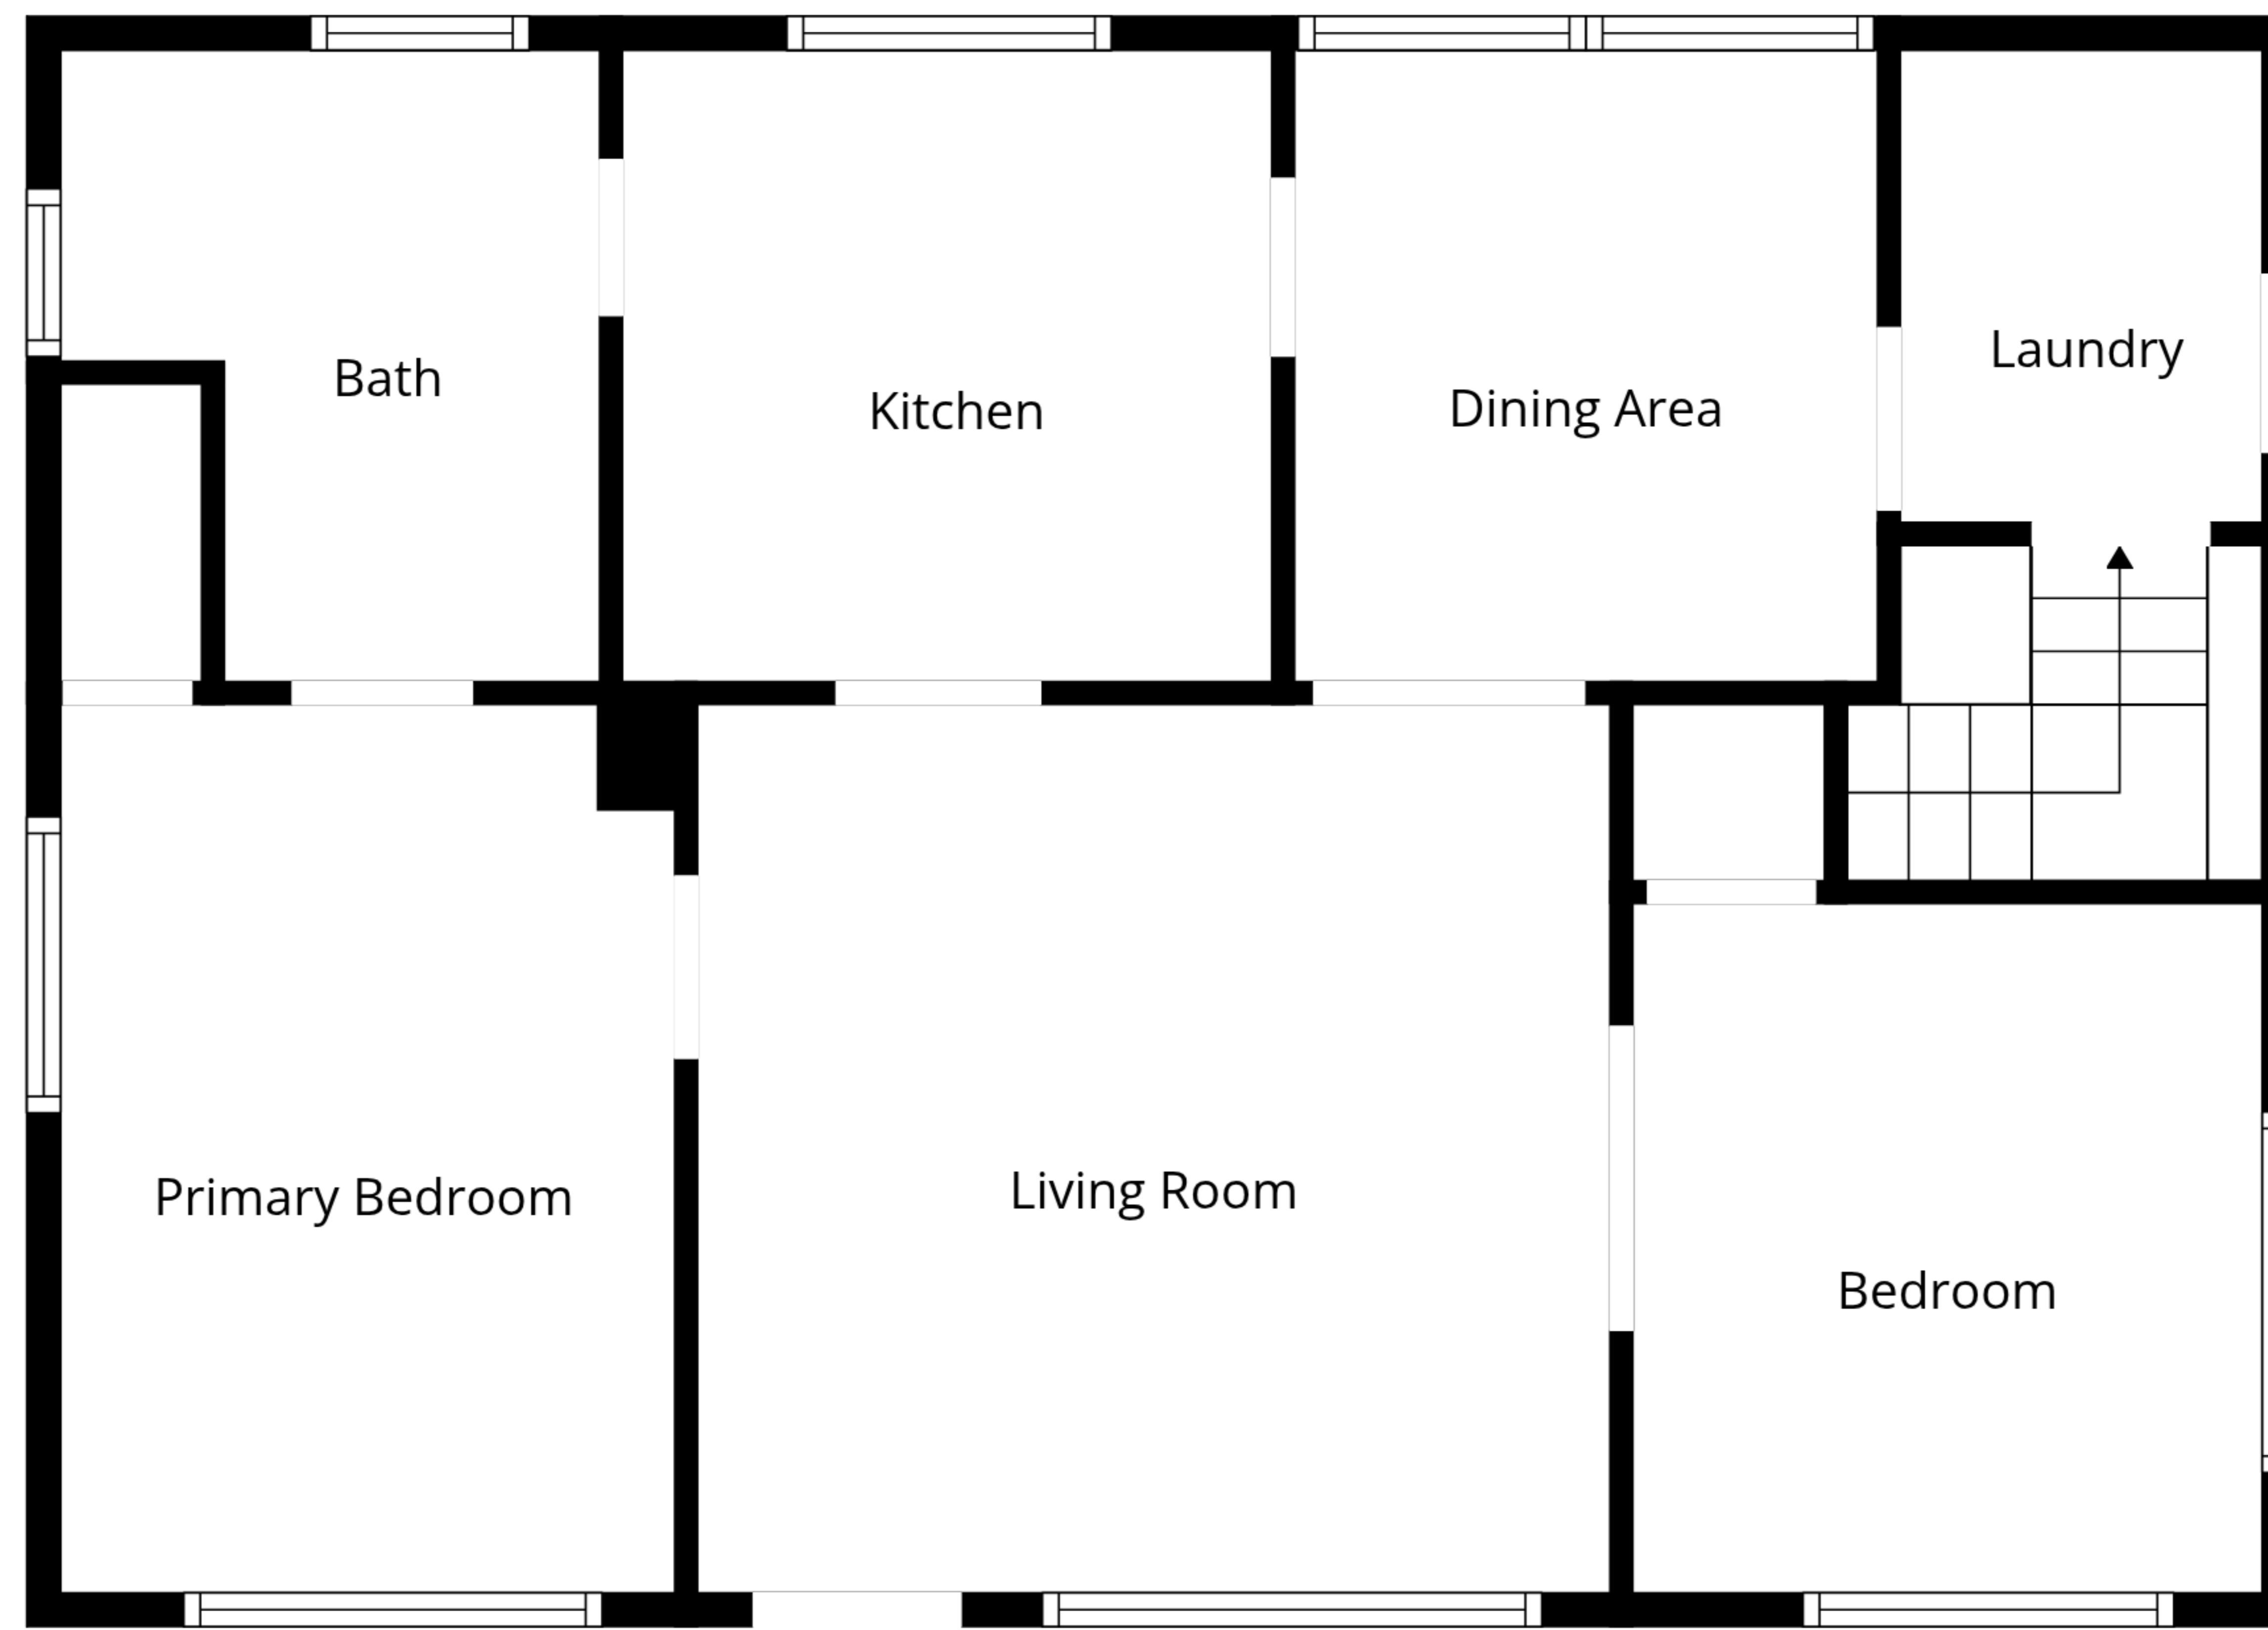 Bath
Kitchen
Dining Area
Laundry
Primary Bedroom
Living Room
Bedroom